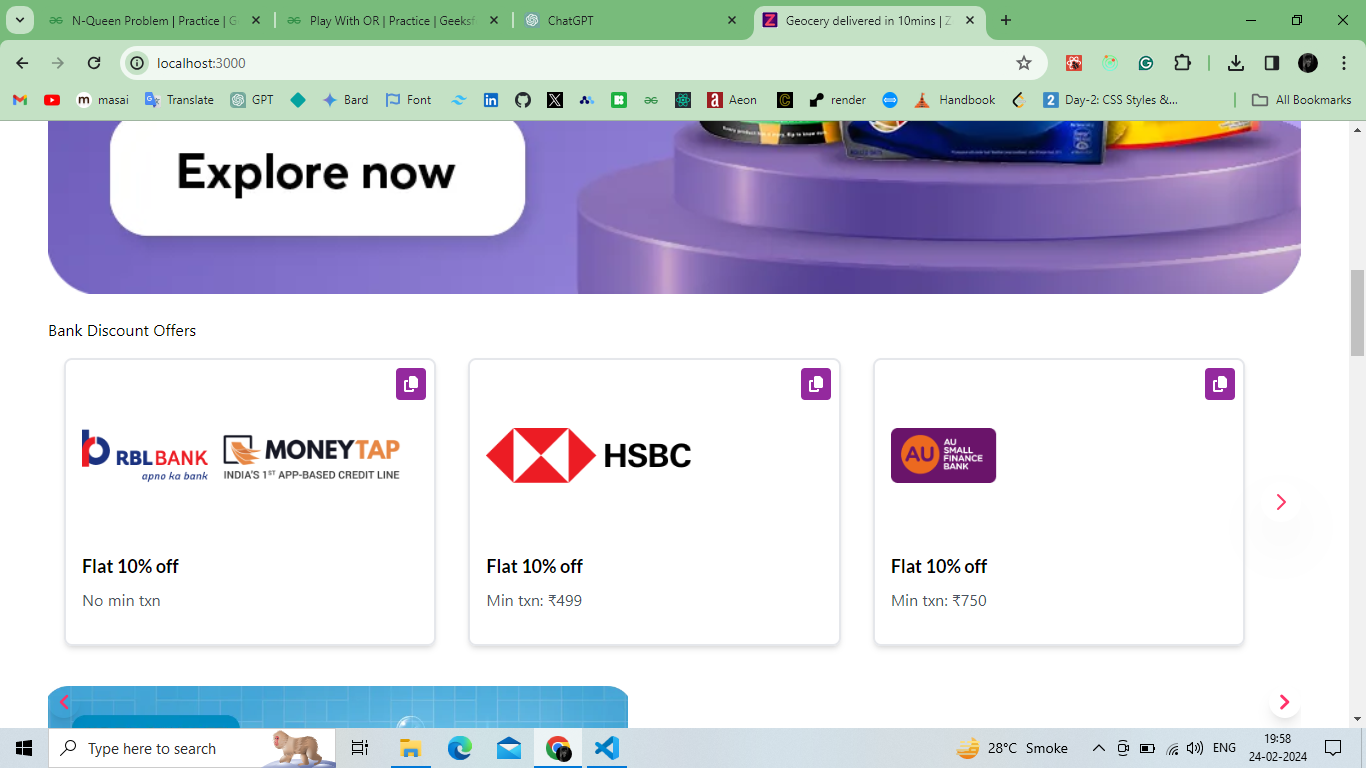 N-Queen Problem | Practice | G
Play With OR | Practice | Geeksf
ChatGPT
Geocery delivered in 10mins | Z
localhost:3000
masai
Translate
GPT
Bard
Font
Aeon
render
Handbook
Day-2: CSS Styles &...
All Bookmarks
Explore now
Bank Discount Offers
RBLBANK
apno ka bank
MONEYTAP
INDIA'S 1ST APP-BASED CREDIT LINE
Flat 10% off
No min txn
HSBC
Flat 10% off
Min txn: ₹499
AU
AU
SMALL
FINANCE
BANK
Flat 10% off
Min txn: ₹750
Type here to search
28°C Smoke
ENG
19:58
24-02-2024